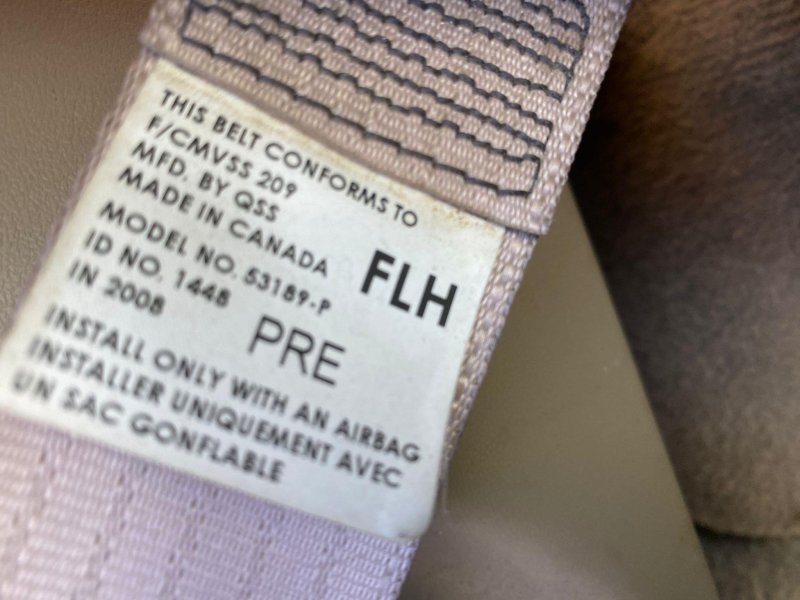 THIS BELT CONFORMS TO
F/CMVSS 209
MFD. BY QSS
MADE IN CANADA
FLH
MODEL NO. 53189-P
ID NO. 1448
IN 2008
PRE
INSTALL ONLY WITH AN AIRBAG
INSTALLER UNIQUEMENT AVEC
UN SAC GONFLABLE